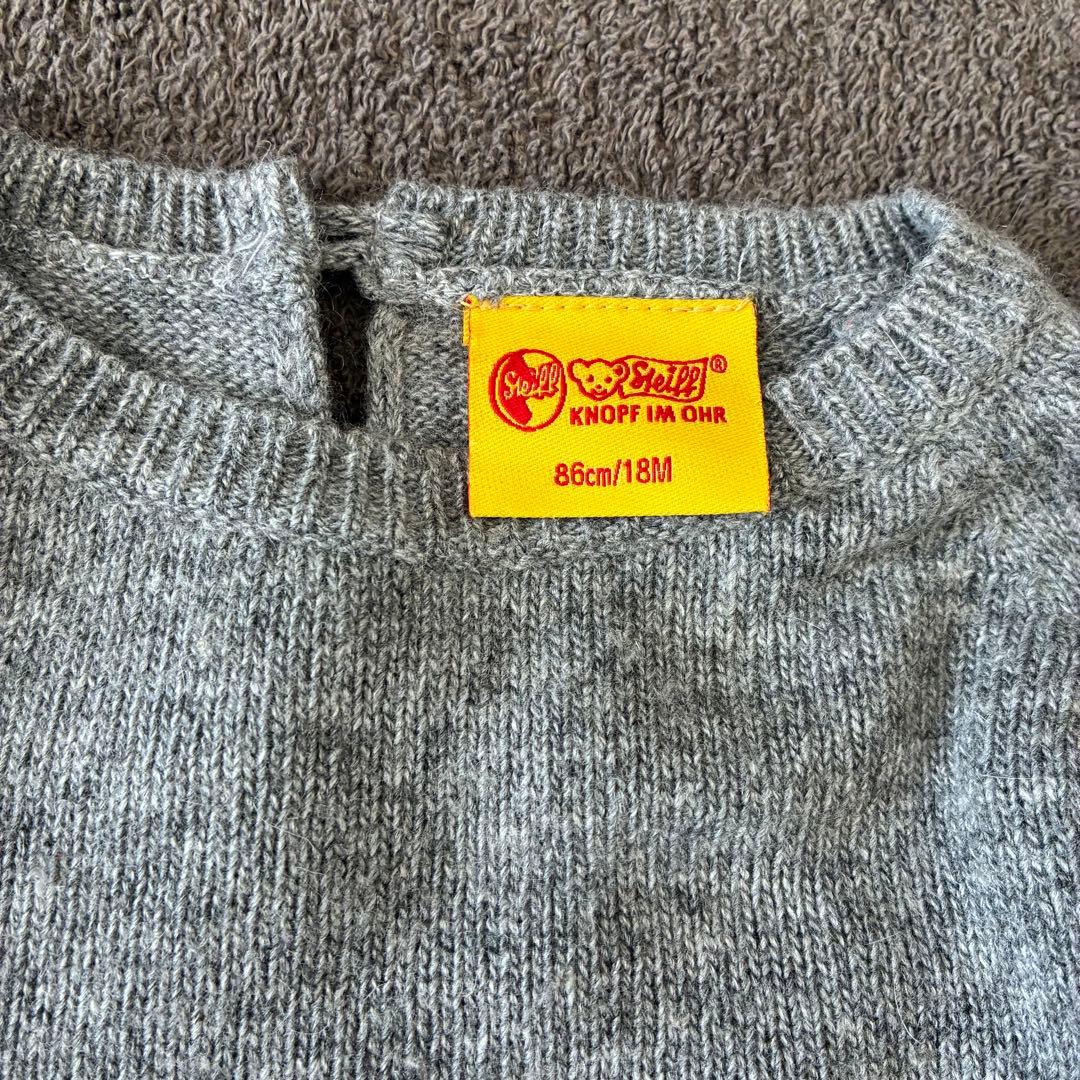 Steiff
Steiff®
KNOPF IM OHR
86cm/18M